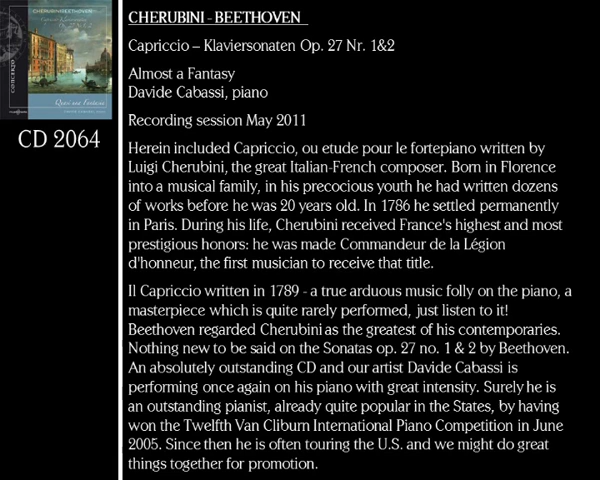 CHERUBINI BEETHOVEN
CONCERTO
Quasi una Fantasia
CD 2064
CHERUBINI - BEETHOVEN
Capriccio – Klaviersonaten Op. 27 Nr. 1&2
Almost a Fantasy
Davide Cabassi, piano
Recording session May 2011
Herein included Capriccio, ou etude pour le fortepiano written by
Luigi Cherubini, the great Italian-French composer. Born in Florence
into a musical family, in his precocious youth he had written dozens
of works before he was 20 years old. In 1786 he settled permanently
in Paris. During his life, Cherubini received France's highest and most
prestigious honors: he was made Commandeur de la Légion
d'honneur, the first musician to receive that title.
Il Capriccio written in 1789 - a true arduous music folly on the piano, a
masterpiece which is quite rarely performed, just listen to it!
Beethoven regarded Cherubini as the greatest of his contemporaries.
Nothing new to be said on the Sonatas op. 27 no. 1 & 2 by Beethoven.
An absolutely outstanding CD and our artist Davide Cabassi is
performing once again on his piano with great intensity. Surely he is
an outstanding pianist, already quite popular in the States, by having
won the Twelfth Van Cliburn International Piano Competition in June
2005. Since then he is often touring the U.S. and we might do great
things together for promotion.